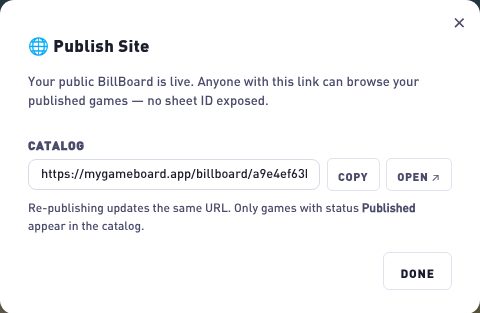 🌐 Publish Site
Your public BillBoard is live. Anyone with this link can browse your
published games — no sheet ID exposed.
CATALOG
https://mygameboard.app/billboard/a9e4ef63
COPY
OPEN ↗
Re-publishing updates the same URL. Only games with status Published
appear in the catalog.
DONE